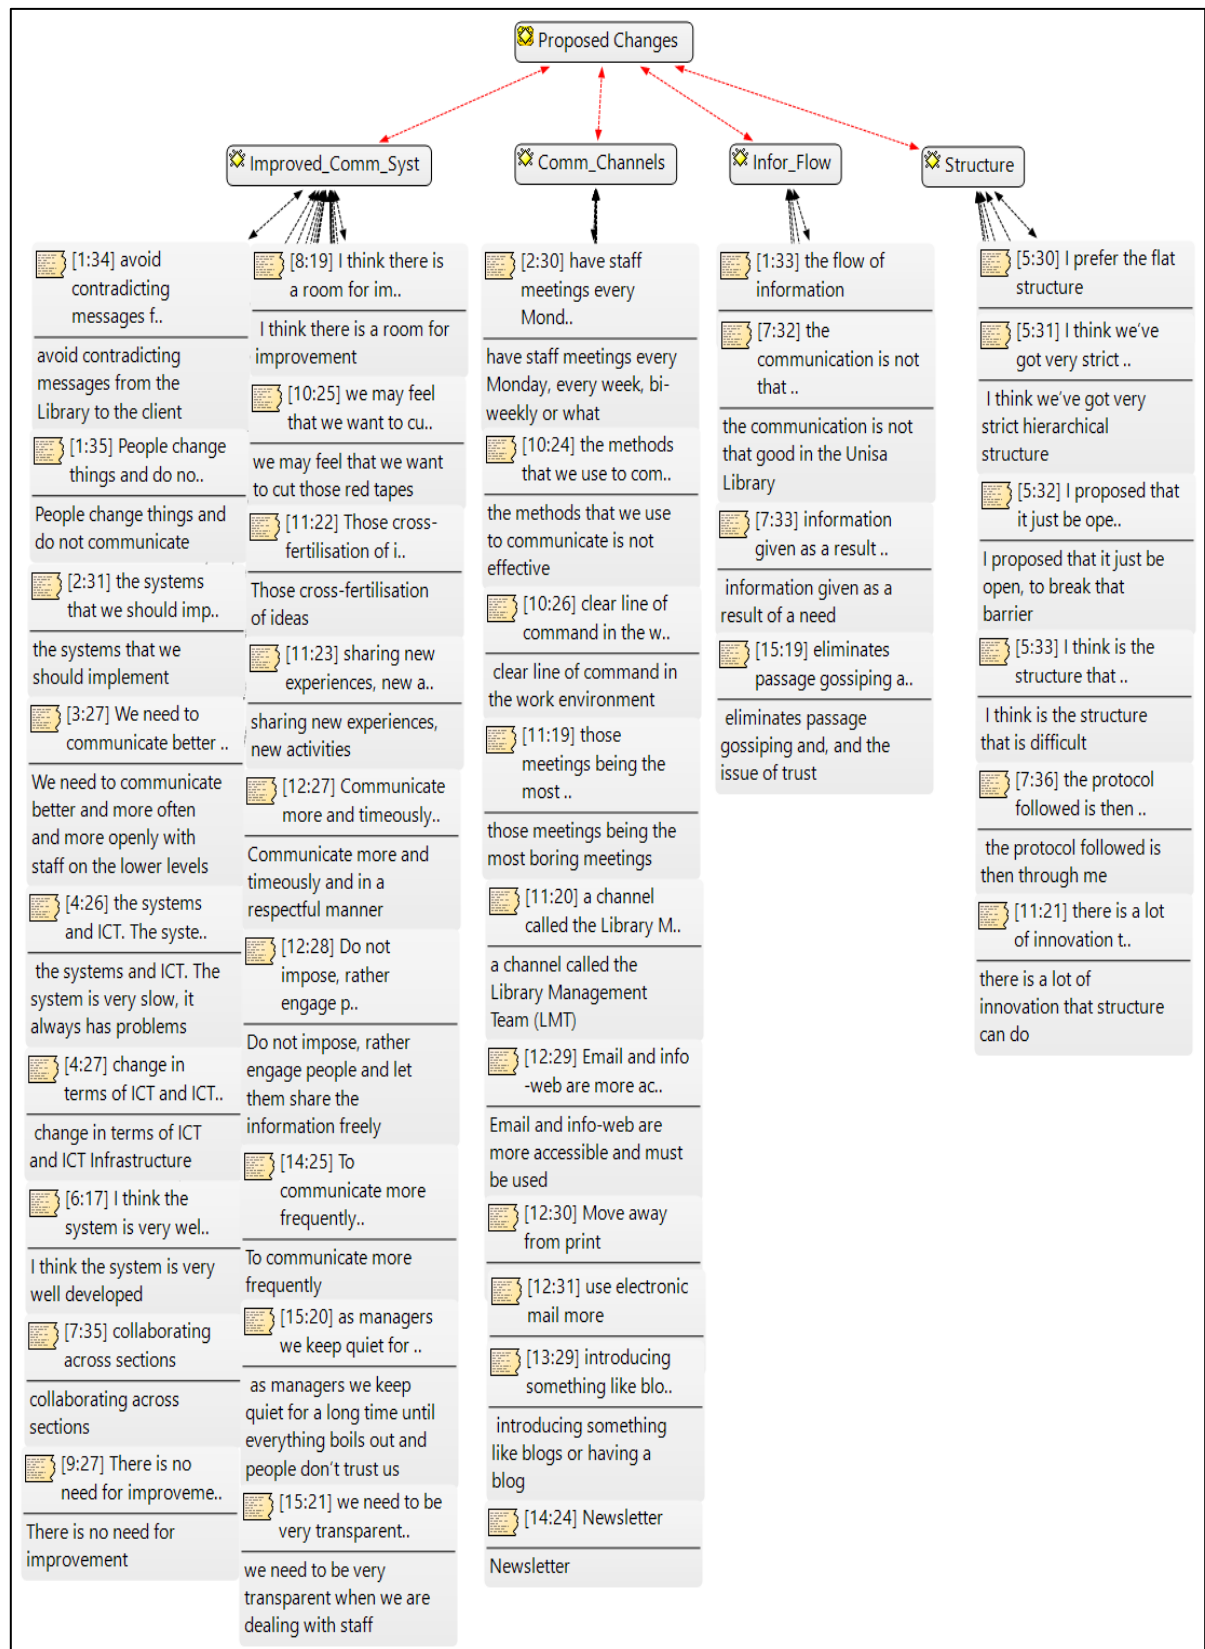 Proposed Changes
Improved_Comm_Syst
Comm_Channels
Infor_Flow
Structure
[1:34] avoid
contradicting
messages f..
avoid contradicting
messages from the
Library to the client
[1:35] People change
things and do no..
People change things and
do not communicate
[2:31] the systems
that we should imp..
the systems that we
should implement
[3:27] We need to
communicate better ..
We need to communicate
better and more often
and more openly with
staff on the lower levels
[4:26] the systems
and ICT. The syste..
the systems and ICT. The
system is very slow, it
always has problems
[4:27] change in
terms of ICT and ICT..
change in terms of ICT
and ICT Infrastructure
[6:17] I think the
system is very wel..
I think the system is very
well developed
[7:35] collaborating
across sections
collaborating across
sections
[9:27] There is no
need for improveme..
There is no need for
improvement
[8:19] I think there is
a room for im..
I think there is a room for
improvement
[10:25] we may feel
that we want to cu..
we may feel that we want
to cut those red tapes
[11:22] Those cross-
fertilisation of i..
Those cross-fertilisation
of ideas
[11:23] sharing new
experiences, new a..
sharing new experiences,
new activities
[12:27] Communicate
more and timeously..
Communicate more and
timeously and in a
respectful manner
[12:28] Do not
impose, rather
engage p..
Do not impose, rather
engage people and let
them share the
information freely
[14:25] To
communicate more
frequently..
To communicate more
frequently
[15:20] as managers
we keep quiet for ..
as managers we keep
quiet for a long time until
everything boils out and
people don't trust us
[15:21] we need to be
very transparent..
we need to be very
transparent when we are
dealing with staff
[2:30] have staff
meetings every
Mond..
have staff meetings every
Monday, every week, bi-
weekly or what
[10:24] the methods
that we use to com..
the methods that we use
to communicate is not
effective
[10:26] clear line of
command in the w..
clear line of command in
the work environment
[11:19] those
meetings being the
most ..
those meetings being the
most boring meetings
[11:20] a channel
called the Library M..
a channel called the
Library Management
Team (LMT)
[12:29] Email and info
-web are more ac..
Email and info-web are
more accessible and must
be used
[12:30] Move away
from print
[12:31] use electronic
mail more
[13:29] introducing
something like blo..
introducing something
like blogs or having a
blog
[14:24] Newsletter
Newsletter
[1:33] the flow of
information
[7:32] the
communication is not
that ..
the communication is not
that good in the Unisa
Library
[7:33] information
given as a result ..
information given as a
result of a need
[15:19] eliminates
passage gossiping a..
eliminates passage
gossiping and, and the
issue of trust
[5:30] I prefer the flat
structure
[5:31] I think we've
got very strict ..
I think we've got very
strict hierarchical
structure
[5:32] I proposed that
it just be ope..
I proposed that it just be
open, to break that
barrier
[5:33] I think is the
structure that ..
I think is the structure
that is difficult
[7:36] the protocol
followed is then ..
the protocol followed is
then through me
[11:21] there is a lot
of innovation t..
there is a lot of
innovation that structure
can do